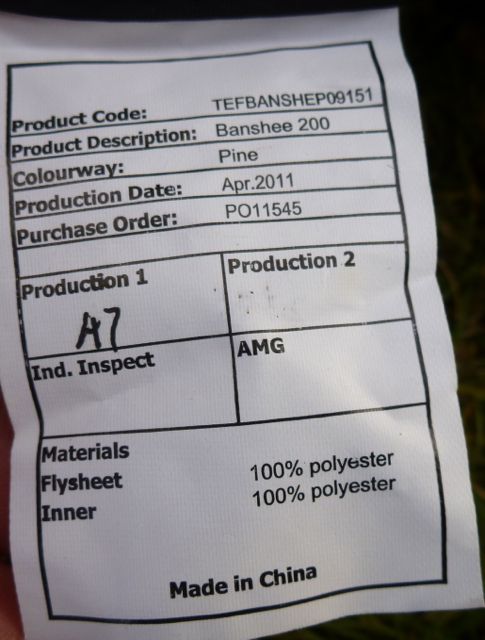 Product Code: TEFBANSHEP09151
Product Description: Banshee 200
Colourway: Pine
Production Date: Apr.2011
Purchase Order: PO11545
Production 1 Production 2
A7
Ind. Inspect AMG
Materials
Flysheet 100% polyester
Inner 100% polyester
Made in China